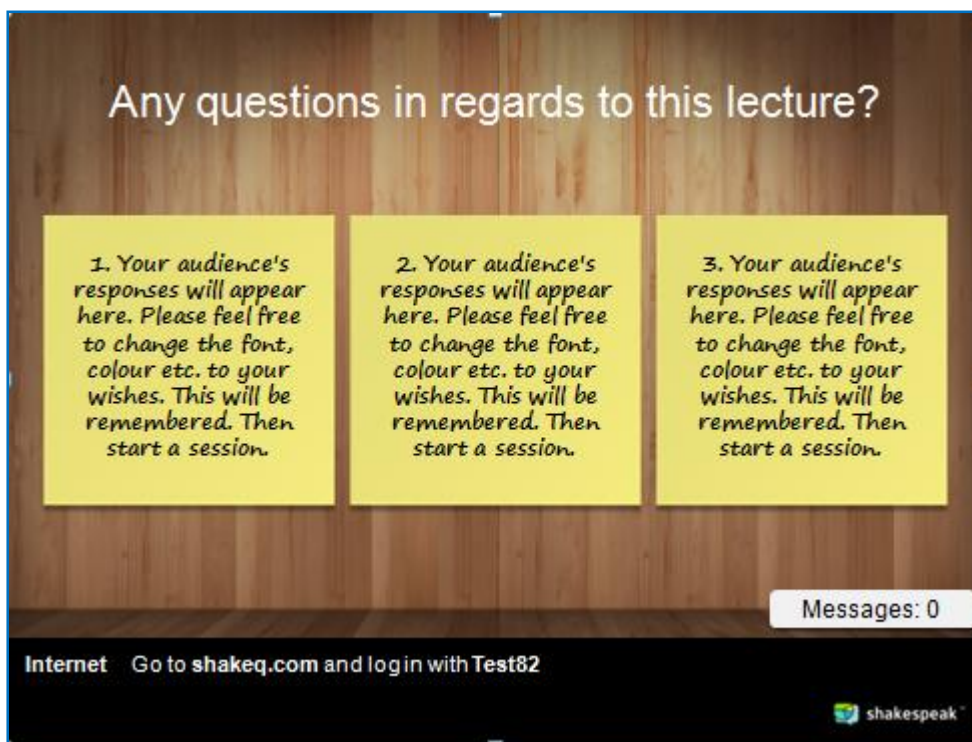 Any questions in regards to this lecture?
1. Your audience's
responses will appear
here. Please feel free
to change the font,
colour etc. to your
wishes. This will be
remembered. Then
start a session.
2. Your audience's
responses will appear
here. Please feel free
to change the font,
colour etc. to your
wishes. This will be
remembered. Then
start a session.
3. Your audience's
responses will appear
here. Please feel free
to change the font,
colour etc. to your
wishes. This will be
remembered. Then
start a session.
Messages: 0
Internet Go to shakeq.com and log in with Test82
shakespeak™